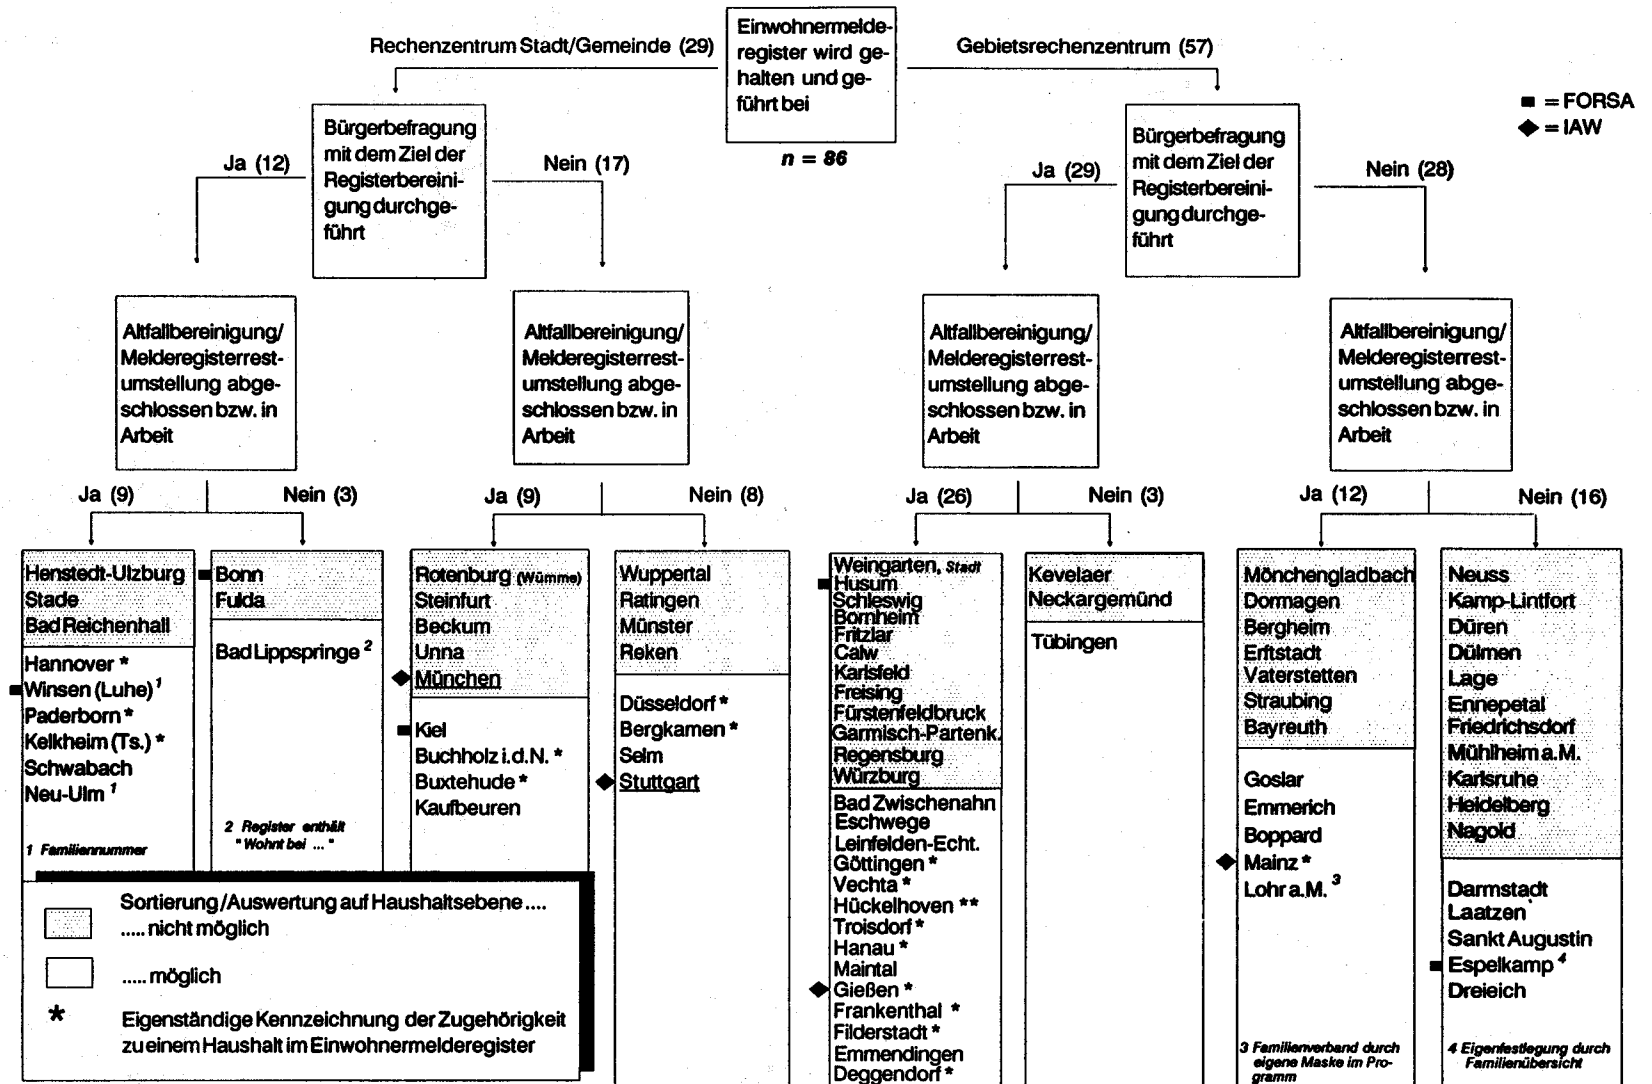 Rechenzentrum Stadt/Gemeinde (29)
Einwohnermelde-
register wird ge-
halten und ge-
führt bei
n = 86
Gebietsrechenzentrum (57)
■ = FORSA
◆ = IAW
Bürgerbefragung
mit dem Ziel der
Registerbereini-
gung durchge-
führt
Ja (12)
Nein (17)
Bürgerbefragung
mit dem Ziel der
Registerbereini-
gung durchge-
führt
Ja (29)
Nein (28)
Altfallbereinigung/
Melderegisterrest-
umstellung abge-
schlossen bzw. in
Arbeit
Altfallbereinigung/
Melderegisterrest-
umstellung abge-
schlossen bzw. in
Arbeit
Altfallbereinigung/
Melderegisterrest-
umstellung abge-
schlossen bzw. in
Arbeit
Altfallbereinigung/
Melderegisterrest-
umstellung abge-
schlossen bzw. in
Arbeit
Ja (9)
Nein (3)
Ja (9)
Nein (8)
Ja (26)
Nein (3)
Ja (12)
Nein (16)
Henstedt-Ulzburg
Stade
Bad Reichenhall
Hannover *
■ Winsen (Luhe) 1
Paderborn *
Kelkheim (Ts.) *
Schwabach
Neu-Ulm 1
1 Familiennummer
■ Bonn
Fulda
Bad Lippspringe 2
2 Register enthält
"Wohnt bei ... "
Rotenburg (Wümme)
Steinfurt
Beckum
Unna
◆ München
■ Kiel
Buchholz i.d.N. *
Buxtehude *
Kaufbeuren
Wuppertal
Ratingen
Münster
Reken
Düsseldorf *
Bergkamen *
Selm
◆ Stuttgart
Weingarten, Stadt
■ Husum
Schleswig
Bornheim
Fritzlar
Calw
Karlsfeld
Freising
Fürstenfeldbruck
Garmisch-Partenk.
Regensburg
Würzburg
Bad Zwischenahn
Eschwege
Leinfelden-Echt.
Göttingen *
Vechta *
Hückelhoven **
Troisdorf *
Hanau *
Maintal
◆ Gießen *
Frankenthal *
Filderstadt *
Emmendingen
Deggendorf *
Kevelaer
Neckargemünd
Tübingen
Mönchengladbach
Dormagen
Bergheim
Erftstadt
Vaterstetten
Straubing
Bayreuth
Goslar
Emmerich
Boppard
◆ Mainz *
Lohr a.M. 3
3 Familienverband durch
eigene Maske im Pro-
gramm
Neuss
Kamp-Lintfort
Düren
Dülmen
Lage
Ennepetal
Friedrichsdorf
Mühlheim a.M.
Karlsruhe
Heidelberg
Nagold
Darmstadt
Laatzen
Sankt Augustin
■ Espelkamp 4
Dreieich
4 Eigenfestlegung durch
Familienübersicht
Sortierung/Auswertung auf Haushaltsebene ....
..... nicht möglich
..... möglich
* Eigenständige Kennzeichnung der Zugehörigkeit
zu einem Haushalt im Einwohnermelderegister